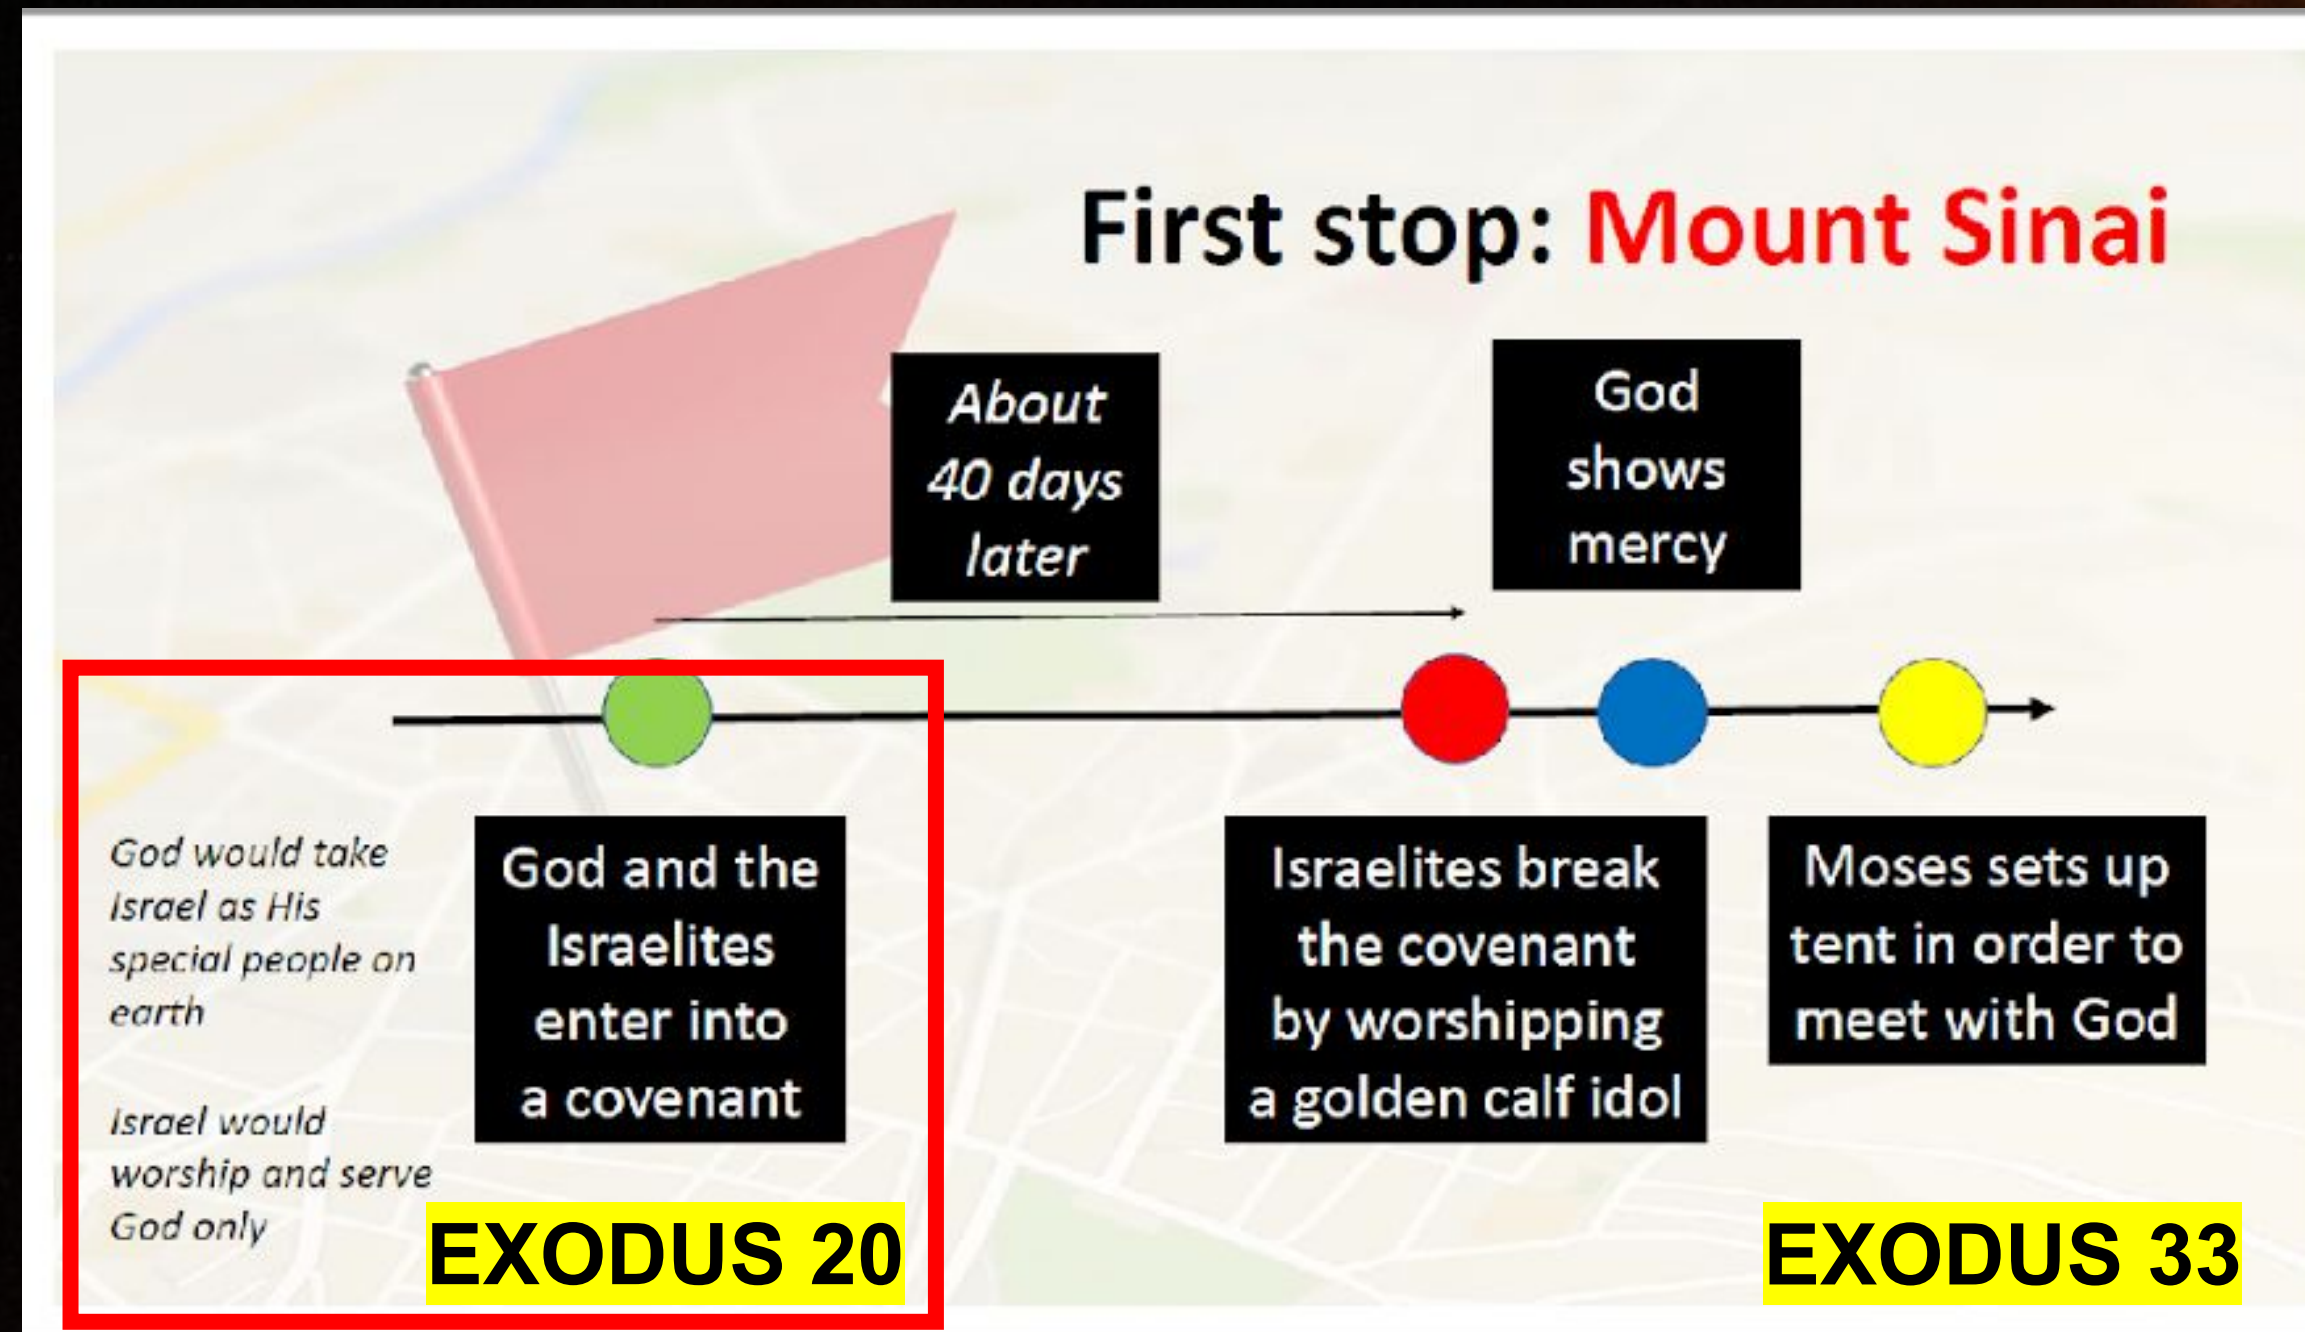 First stop: Mount Sinai
About
40 days
later
God
shows
mercy
God would take
Israel as His
special people on
earth
Israel would
worship and serve
God only
God and the
Israelites
enter into
a covenant
EXODUS 20
Israelites break
the covenant
by worshipping
a golden calf idol
Moses sets up
tent in order to
meet with God
EXODUS 33